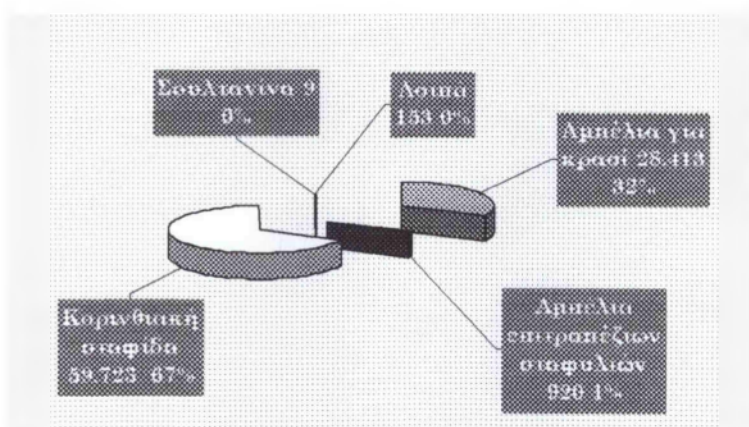 Σουλτανίνα 9
0%
Λοιπά
153 0%
Αμπέλια για
κρασί 28.413
32%
Κορινθιακή
σταφίδα
59.723 67%
Αμπέλια
επιτραπέζιων
σταφυλιών
920 1%